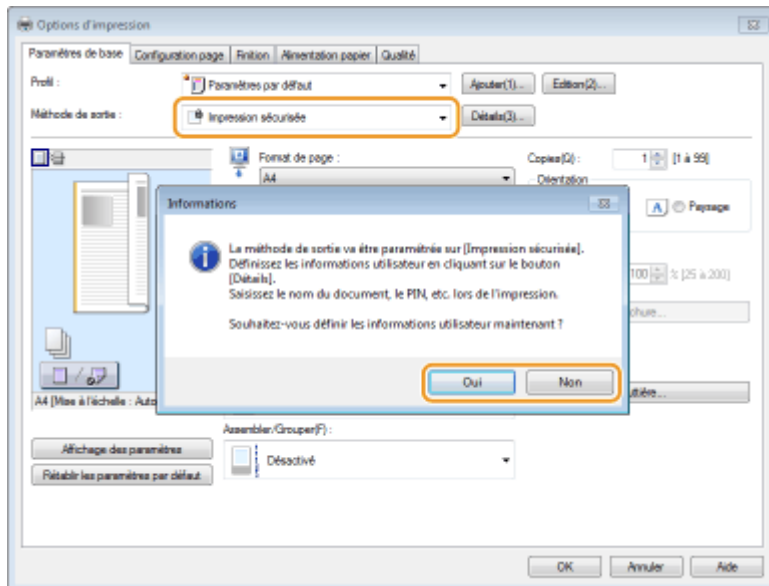 Options d'impression
Paramètres de base Configuration page Finition Alimentation papier Qualité
Profil : Paramètres par défaut Ajouter(1)... Edition(2)...
Méthode de sortie : Impression sécurisée Détails(3)...
Format de page : Copies(Q) : 1 [1 à 99]
A4 Orientation
A Paysage
100 % [25 à 200]
Informations
La méthode de sortie va être paramétrée sur [Impression sécurisée].
Définissez les informations utilisateur en cliquant sur le bouton
[Détails].
Saisissez le nom du document, le PIN, etc. lors de l'impression.
Souhaitez-vous définir les informations utilisateur maintenant ?
Oui Non
A4 [Mise à l'échelle : Auto
Assembler/Grouper(F) :
Désactivé
Affichage des paramètres
Rétablir les paramètres par défaut
OK Annuler Aide